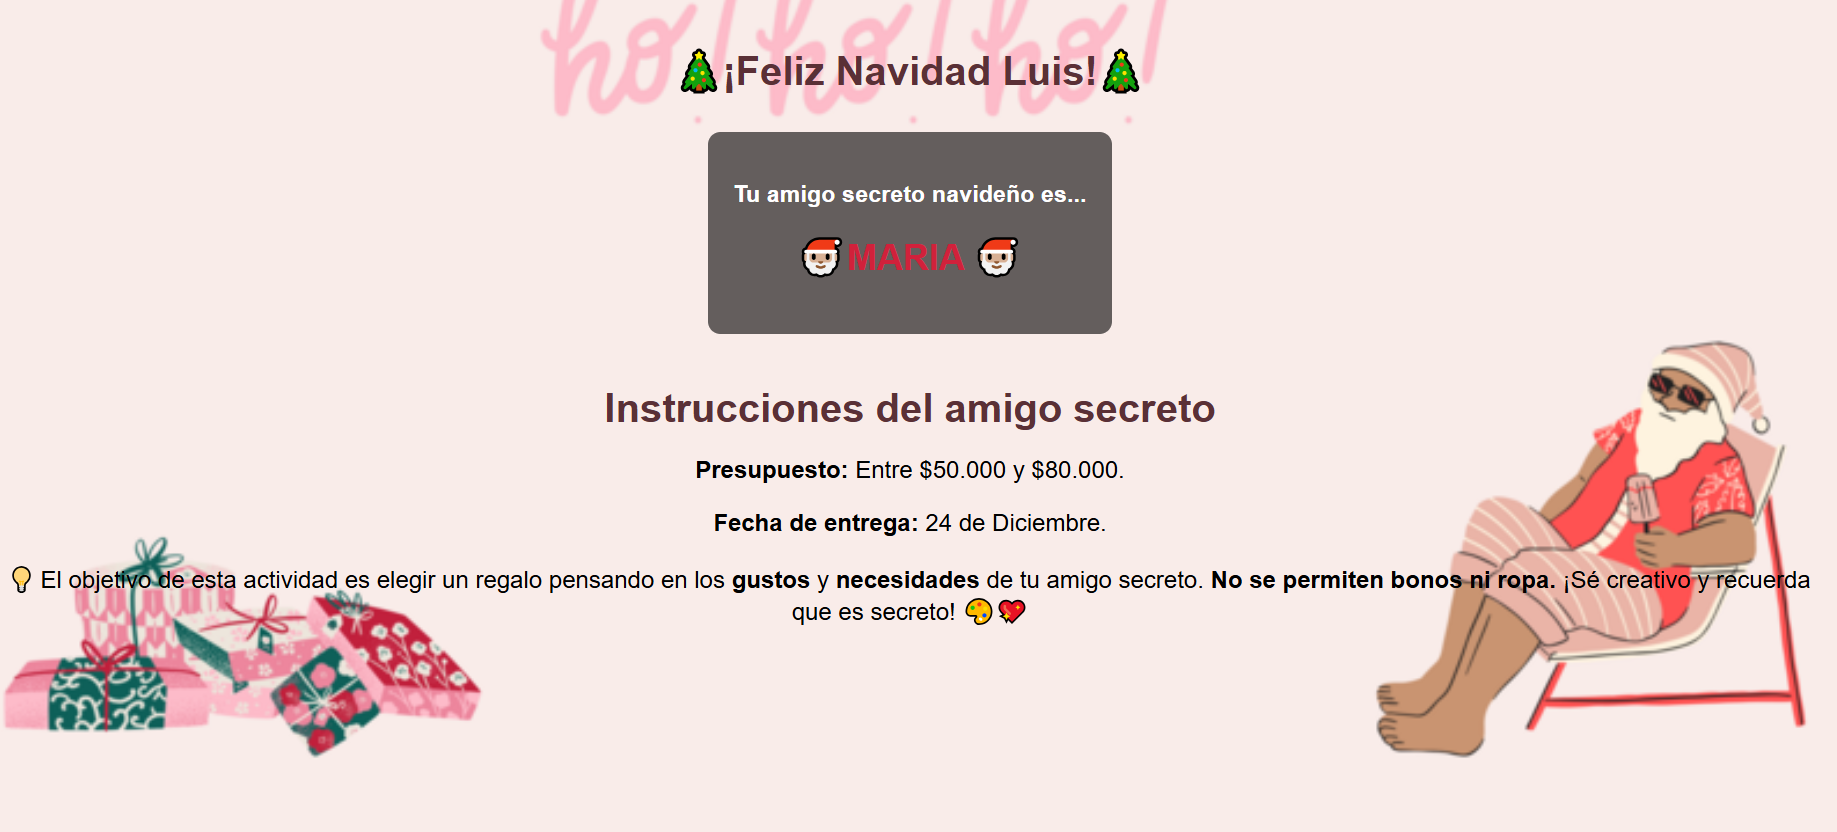 ho! ho! ho!
🎄¡Feliz Navidad Luis!🎄
Tu amigo secreto navideño es...
🎅MARIA 🎅
Instrucciones del amigo secreto
Presupuesto: Entre $50.000 y $80.000.
Fecha de entrega: 24 de Diciembre.
💡 El objetivo de esta actividad es elegir un regalo pensando en los gustos y necesidades de tu amigo secreto. No se permiten bonos ni ropa. ¡Sé creativo y recuerda
que es secreto! 🎨💖